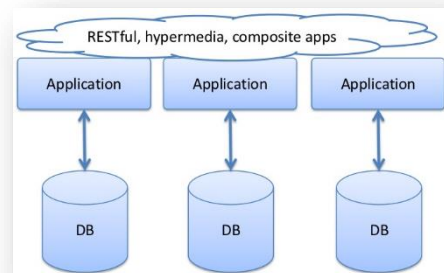 RESTful, hypermedia, composite apps
Application Application Application
DB DB DB